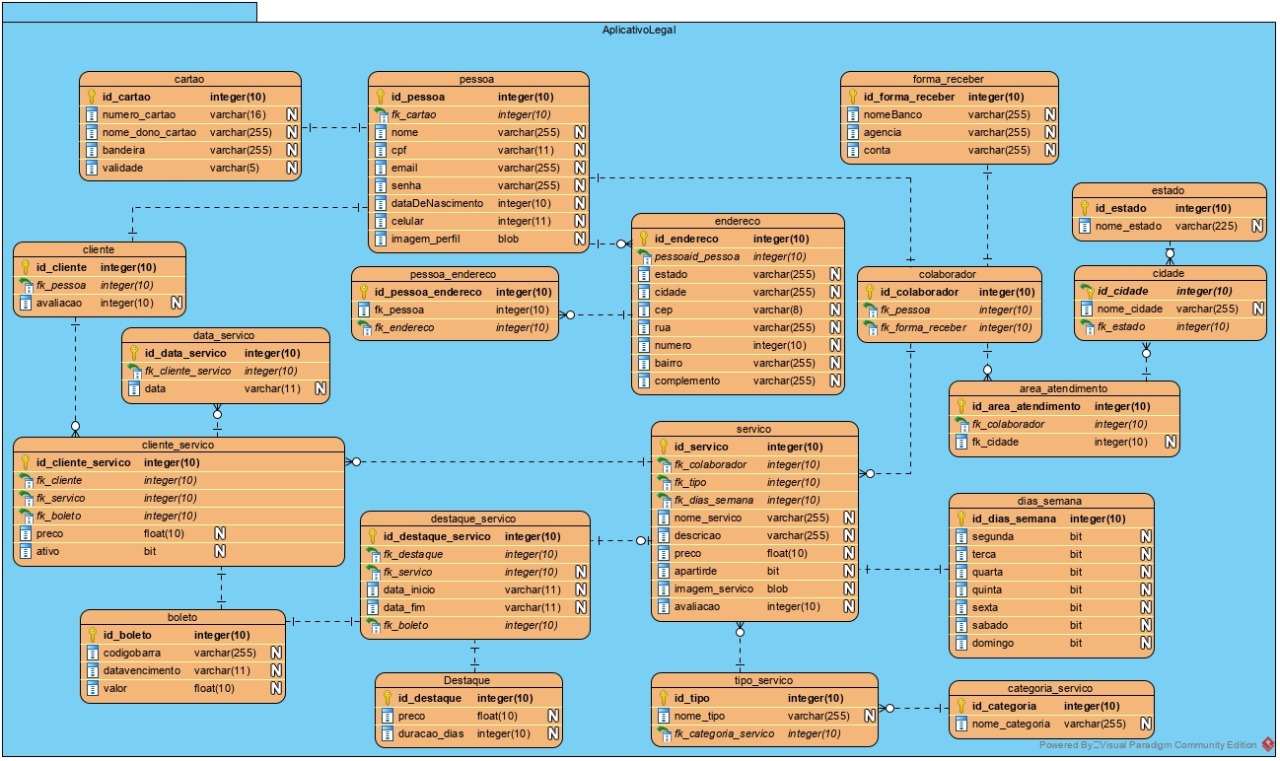 AplicativoLegal
cartao
id_cartao integer(10)
numero_cartao varchar(16) N
nome_dono_cartao varchar(255) N
bandeira varchar(255) N
validade varchar(5) N
pessoa
id_pessoa integer(10)
fk_cartao integer(10)
nome varchar(255) N
cpf varchar(11) N
email varchar(255) N
senha varchar(255) N
dataDeNascimento integer(10) N
celular integer(11) N
imagem_perfil blob N
forma_receber
id_forma_receber integer(10)
nomeBanco varchar(255) N
agencia varchar(255) N
conta varchar(255) N
estado
id_estado integer(10)
nome_estado varchar(225) N
cliente
id_cliente integer(10)
fk_pessoa integer(10)
avaliacao integer(10) N
pessoa_endereco
id_pessoa_endereco integer(10)
fk_pessoa integer(10) N
fk_endereco integer(10)
endereco
id_endereco integer(10)
pessoaid_pessoa integer(10)
estado varchar(255) N
cidade varchar(255) N
cep varchar(8) N
rua varchar(255) N
numero integer(10) N
bairro varchar(255) N
complemento varchar(255) N
colaborador
id_colaborador integer(10)
fk_pessoa integer(10)
fk_forma_receber integer(10)
cidade
id_cidade integer(10)
nome_cidade varchar(255) N
fk_estado integer(10)
data_servico
id_data_servico integer(10)
fk_cliente_servico integer(10)
data varchar(11) N
area_atendimento
id_area_atendimento integer(10)
fk_colaborador integer(10)
fk_cidade integer(10) N
cliente_servico
id_cliente_servico integer(10)
fk_cliente integer(10)
fk_servico integer(10)
fk_boleto integer(10)
preco float(10) N
ativo bit N
servico
id_servico integer(10)
fk_colaborador integer(10)
fk_tipo integer(10)
fk_dias_semana integer(10)
nome_servico varchar(255) N
descricao varchar(255) N
preco float(10) N
apartirde bit N
imagem_servico blob N
avaliacao integer(10) N
destaque_servico
id_destaque_servico integer(10)
fk_destaque integer(10)
fk_servico integer(10) N
data_inicio varchar(11) N
data_fim varchar(11) N
fk_boleto integer(10)
dias_semana
id_dias_semana integer(10)
segunda bit N
terca bit N
quarta bit N
quinta bit N
sexta bit N
sabado bit N
domingo bit N
boleto
id_boleto integer(10)
codigobarra varchar(255) N
datavencimento varchar(11) N
valor float(10) N
Destaque
id_destaque integer(10)
preco float(10) N
duracao_dias integer(10) N
tipo_servico
id_tipo integer(10)
nome_tipo varchar(255) N
fk_categoria_servico integer(10)
categoria_servico
id_categoria integer(10)
nome_categoria varchar(255) N
Powered By Visual Paradigm Community Edition